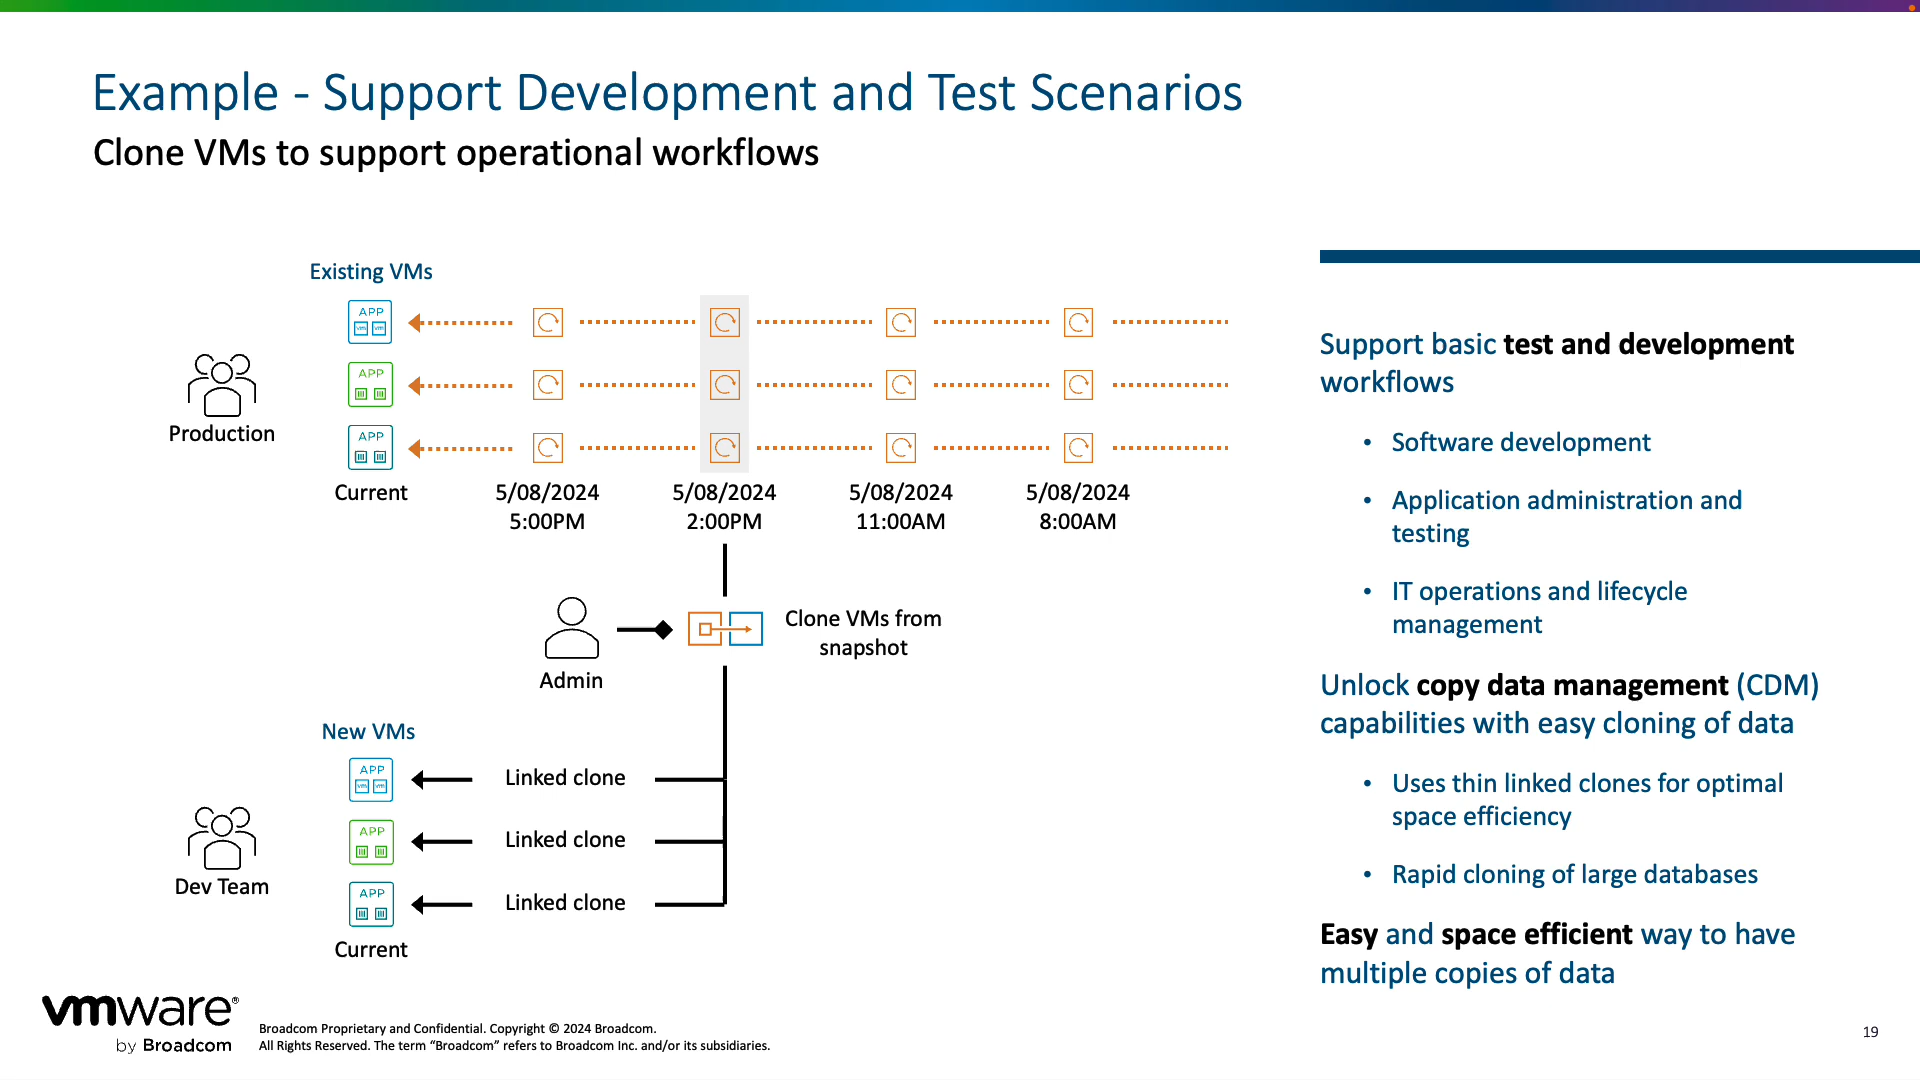 Example - Support Development and Test Scenarios
Clone VMs to support operational workflows
Existing VMs
APP
APP
APP
Production
Current
5/08/2024
5:00PM
5/08/2024
2:00PM
5/08/2024
11:00AM
5/08/2024
8:00AM
Admin
Clone VMs from
snapshot
New VMs
APP
Linked clone
APP
Linked clone
APP
Linked clone
Dev Team
Current
Support basic test and development
workflows
• Software development
• Application administration and
testing
• IT operations and lifecycle
management
Unlock copy data management (CDM)
capabilities with easy cloning of data
• Uses thin linked clones for optimal
space efficiency
• Rapid cloning of large databases
Easy and space efficient way to have
multiple copies of data
vmware®
by Broadcom
Broadcom Proprietary and Confidential. Copyright © 2024 Broadcom.
All Rights Reserved. The term “Broadcom” refers to Broadcom Inc. and/or its subsidiaries.
19